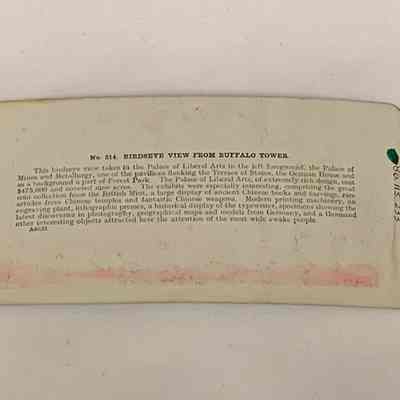 No. 514. BIRDSEYE VIEW FROM BUFFALO TOWER.
This birdseye view takes in the Palace of Liberal Arts in the left foreground, the Palace of
Mines and Metallurgy, one of the pavilions flanking the Terrace of States, the German House and
as a background a part of Forest Park. The Palace of Liberal Arts, of extremely rich design, cost
$475,000 and covered nine acres. The exhibits were especially interesting, comprising the great
coin collection from the British Mint, a large display of ancient Chinese books and carvings, rare
articles from Chinese temples and fantastic Chinese weapons. Modern printing machinery, an
engraving plant, lithographic presses, a historical display of the typewriter, specimens showing the
latest discoveries in photography, geographical maps and models from Germany, and a thousand
other interesting objects attracted here the attention of the most wide awake people.